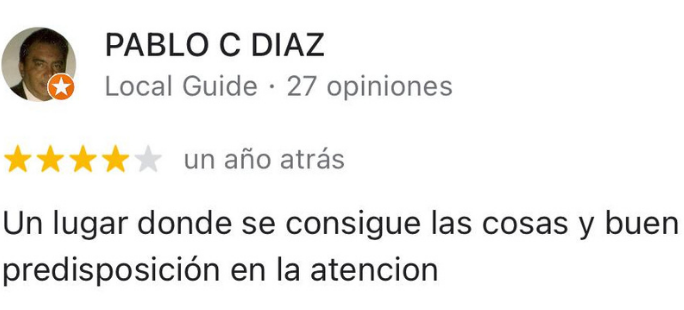 PABLO C DIAZ
Local Guide · 27 opiniones
un año atrás
Un lugar donde se consigue las cosas y buen
predisposición en la atencion